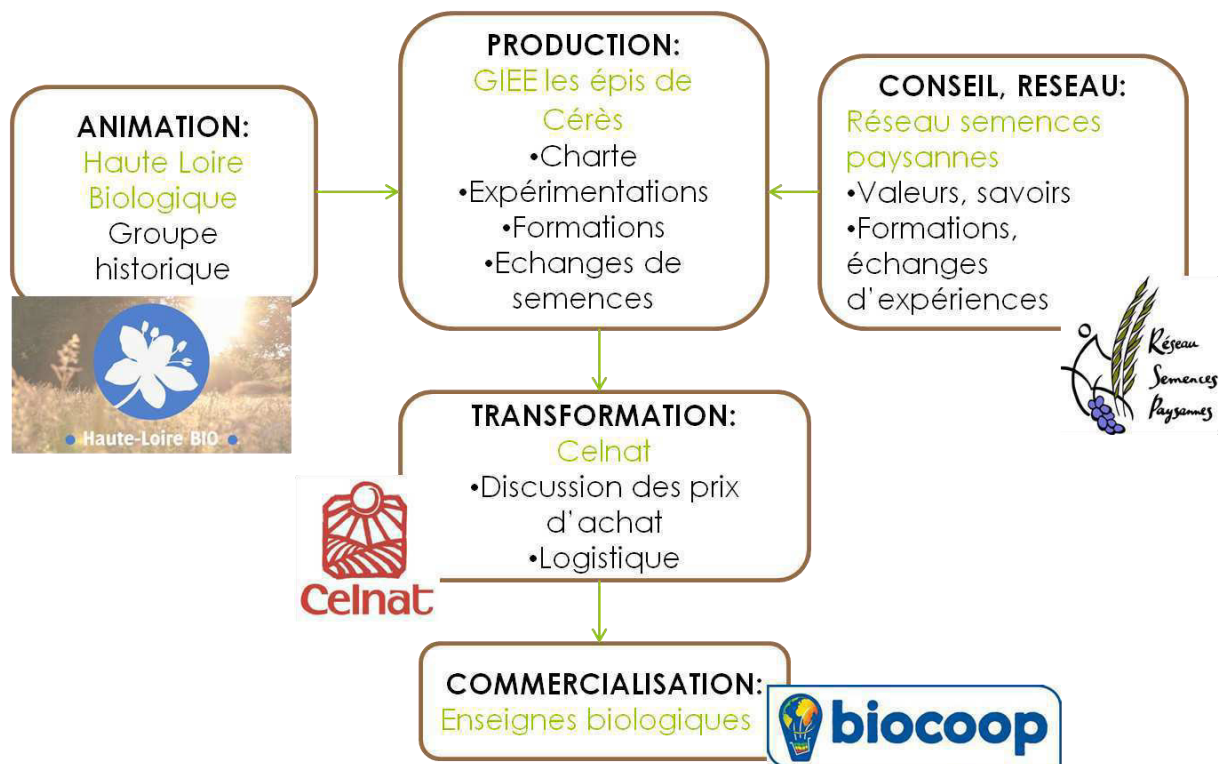 ANIMATION:
Haute Loire
Biologique
Groupe
historique
Haute-Loire BIO
PRODUCTION:
GIEE les épis de
Cérès
•Charte
•Expérimentations
•Formations
•Echanges de
semences
CONSEIL, RESEAU:
Réseau semences
paysannes
•Valeurs, savoirs
•Formations,
échanges
d'expériences
Réseau
Semences
Paysannes
TRANSFORMATION:
Celnat
•Discussion des prix
d'achat
•Logistique
Celnat
COMMERCIALISATION:
Enseignes biologiques
biocoop